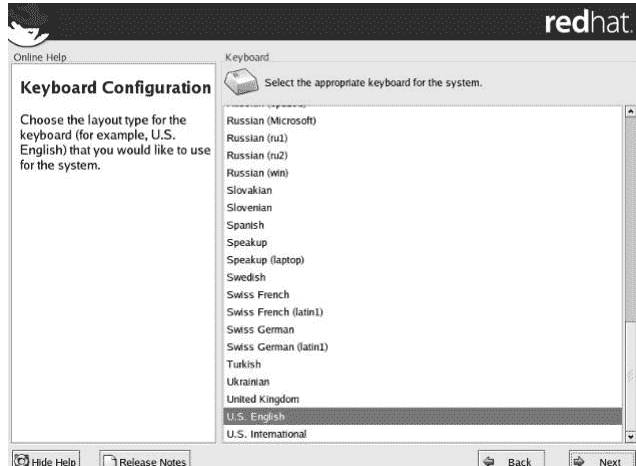 redhat.
Online Help
Keyboard Configuration
Choose the layout type for the
keyboard (for example, U.S.
English) that you would like to use
for the system.
Keyboard
Select the appropriate keyboard for the system.
Russian (Microsoft)
Russian (ru1)
Russian (ru2)
Russian (win)
Slovakian
Slovenian
Spanish
Speakup
Speakup (laptop)
Swedish
Swiss French
Swiss French (latin1)
Swiss German
Swiss German (latin1)
Turkish
Ukrainian
United Kingdom
U.S. English
U.S. International
Hide Help
Release Notes
Back
Next